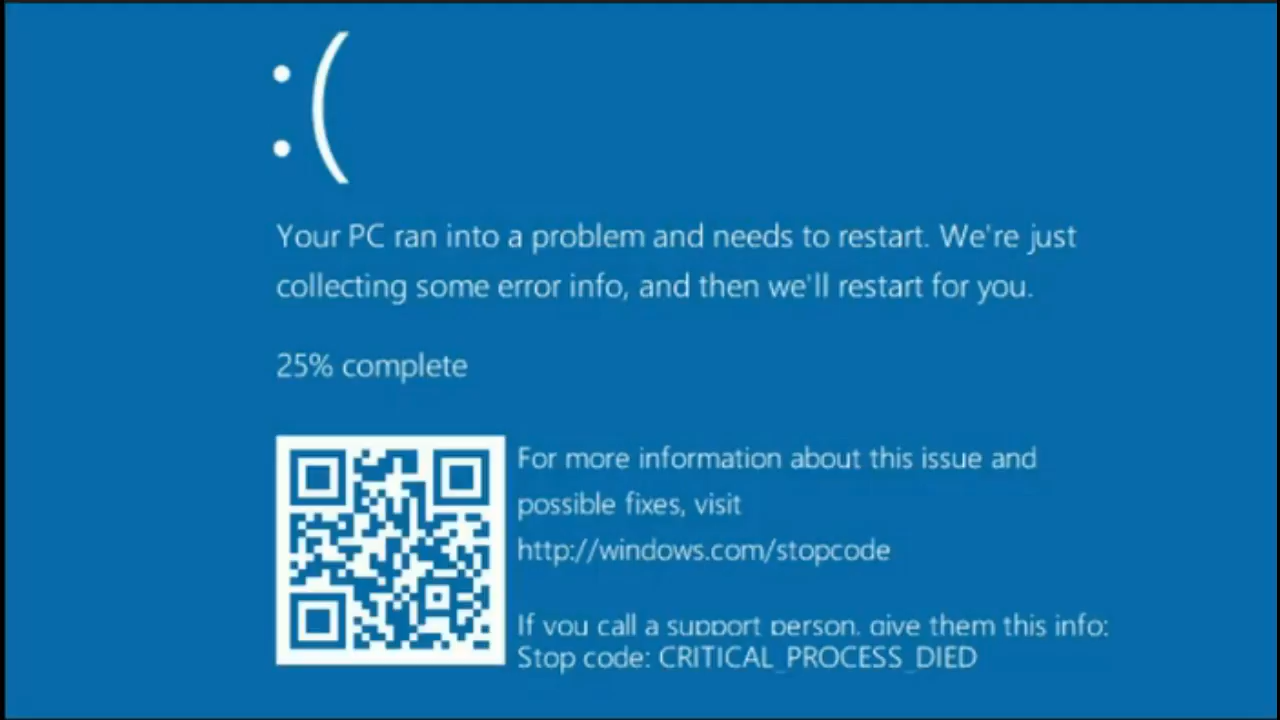 :(
Your PC ran into a problem and needs to restart. We're just
collecting some error info, and then we'll restart for you.
25% complete
For more information about this issue and
possible fixes, visit
http://windows.com/stopcode
If you call a support person, give them this info:
Stop code: CRITICAL_PROCESS_DIED